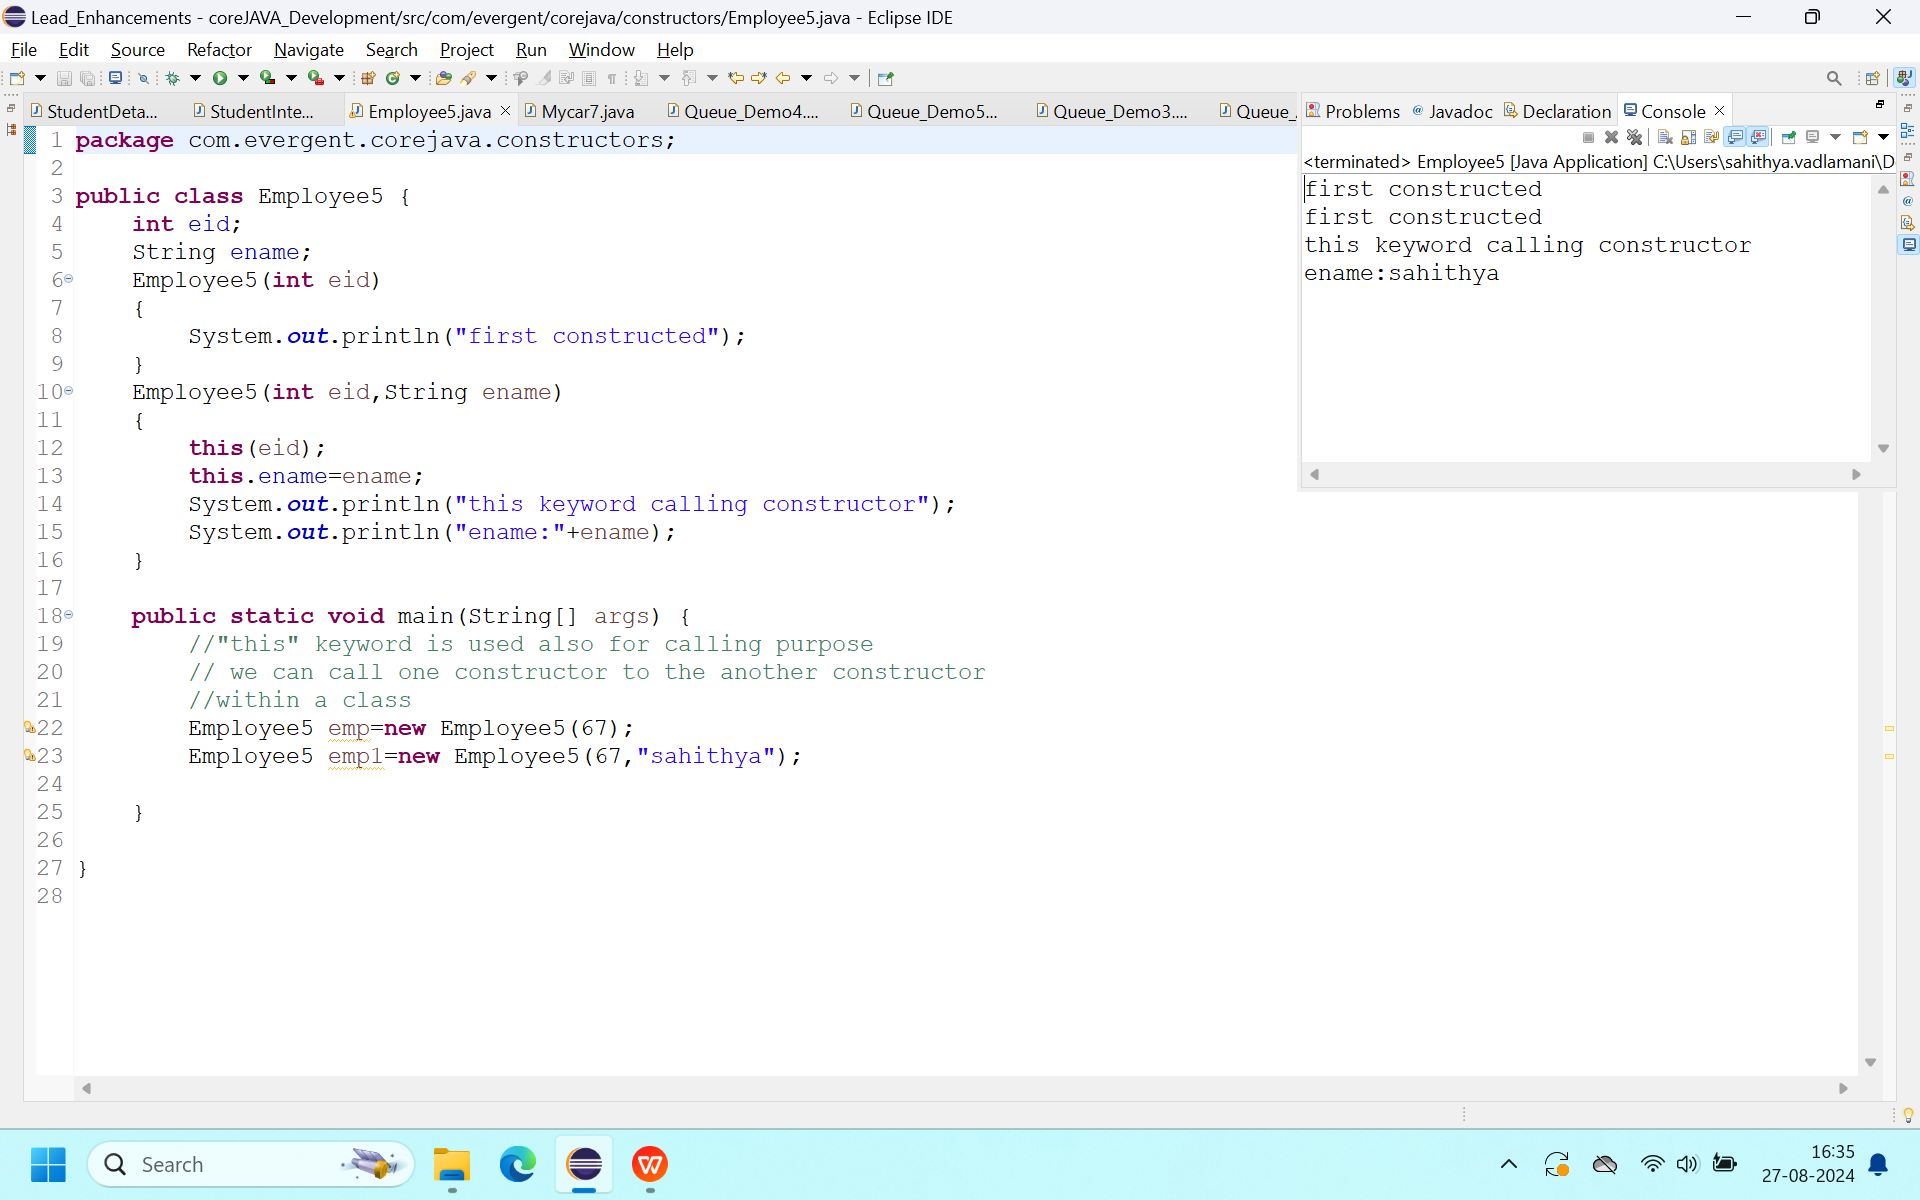 Lead_Enhancements - coreJAVA_Development/src/com/evergent/corejava/constructors/Employee5.java - Eclipse IDE
File Edit Source Refactor Navigate Search Project Run Window Help
StudentDeta... StudentInte... Employee5.java Mycar7.java Queue_Demo4.... Queue_Demo5... Queue_Demo3.... Queue_
1 package com.evergent.corejava.constructors;
2
3 public class Employee5 {
4 int eid;
5 String ename;
6 Employee5(int eid)
7 {
8 System.out.println("first constructed");
9 }
10 Employee5(int eid,String ename)
11 {
12 this(eid);
13 this.ename=ename;
14 System.out.println("this keyword calling constructor");
15 System.out.println("ename:"+ename);
16 }
17
18 public static void main(String[] args) {
19 //"this" keyword is used also for calling purpose
20 // we can call one constructor to the another constructor
21 //within a class
22 Employee5 emp=new Employee5(67);
23 Employee5 emp1=new Employee5(67,"sahithya");
24
25 }
26
27 }
28
Problems @ Javadoc Declaration Console
<terminated> Employee5 [Java Application] C:\Users\sahithya.vadlamani\D
first constructed
first constructed
this keyword calling constructor
ename:sahithya
Search
16:35
27-08-2024